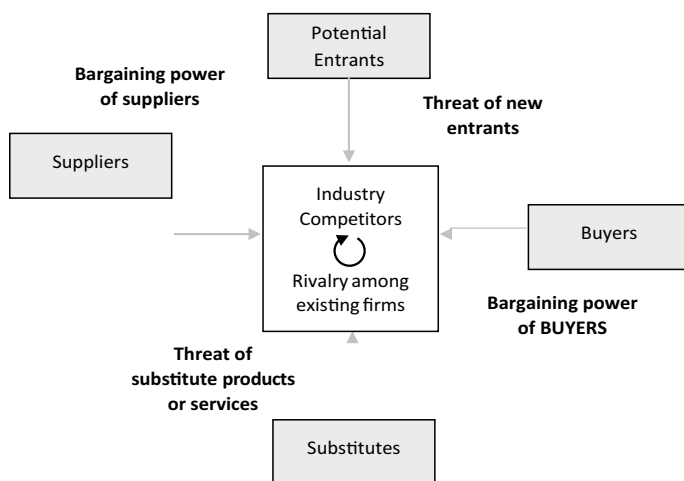 Potential
Entrants
Bargaining power
of suppliers
Threat of new
entrants
Suppliers
Industry
Competitors
Rivalry among
existing firms
Buyers
Bargaining power
of BUYERS
Threat of
substitute products
or services
Substitutes